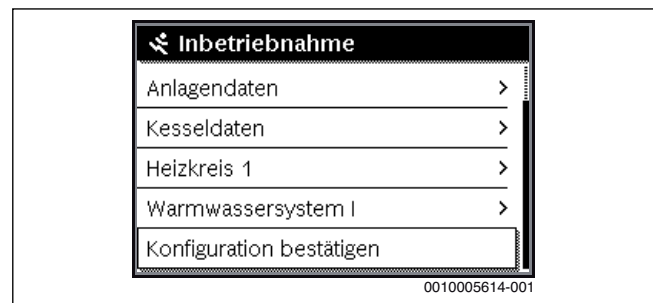 Inbetriebnahme
Anlagendaten >
Kesseldaten >
Heizkreis 1 >
Warmwassersystem I >
Konfiguration bestätigen
0010005614-001